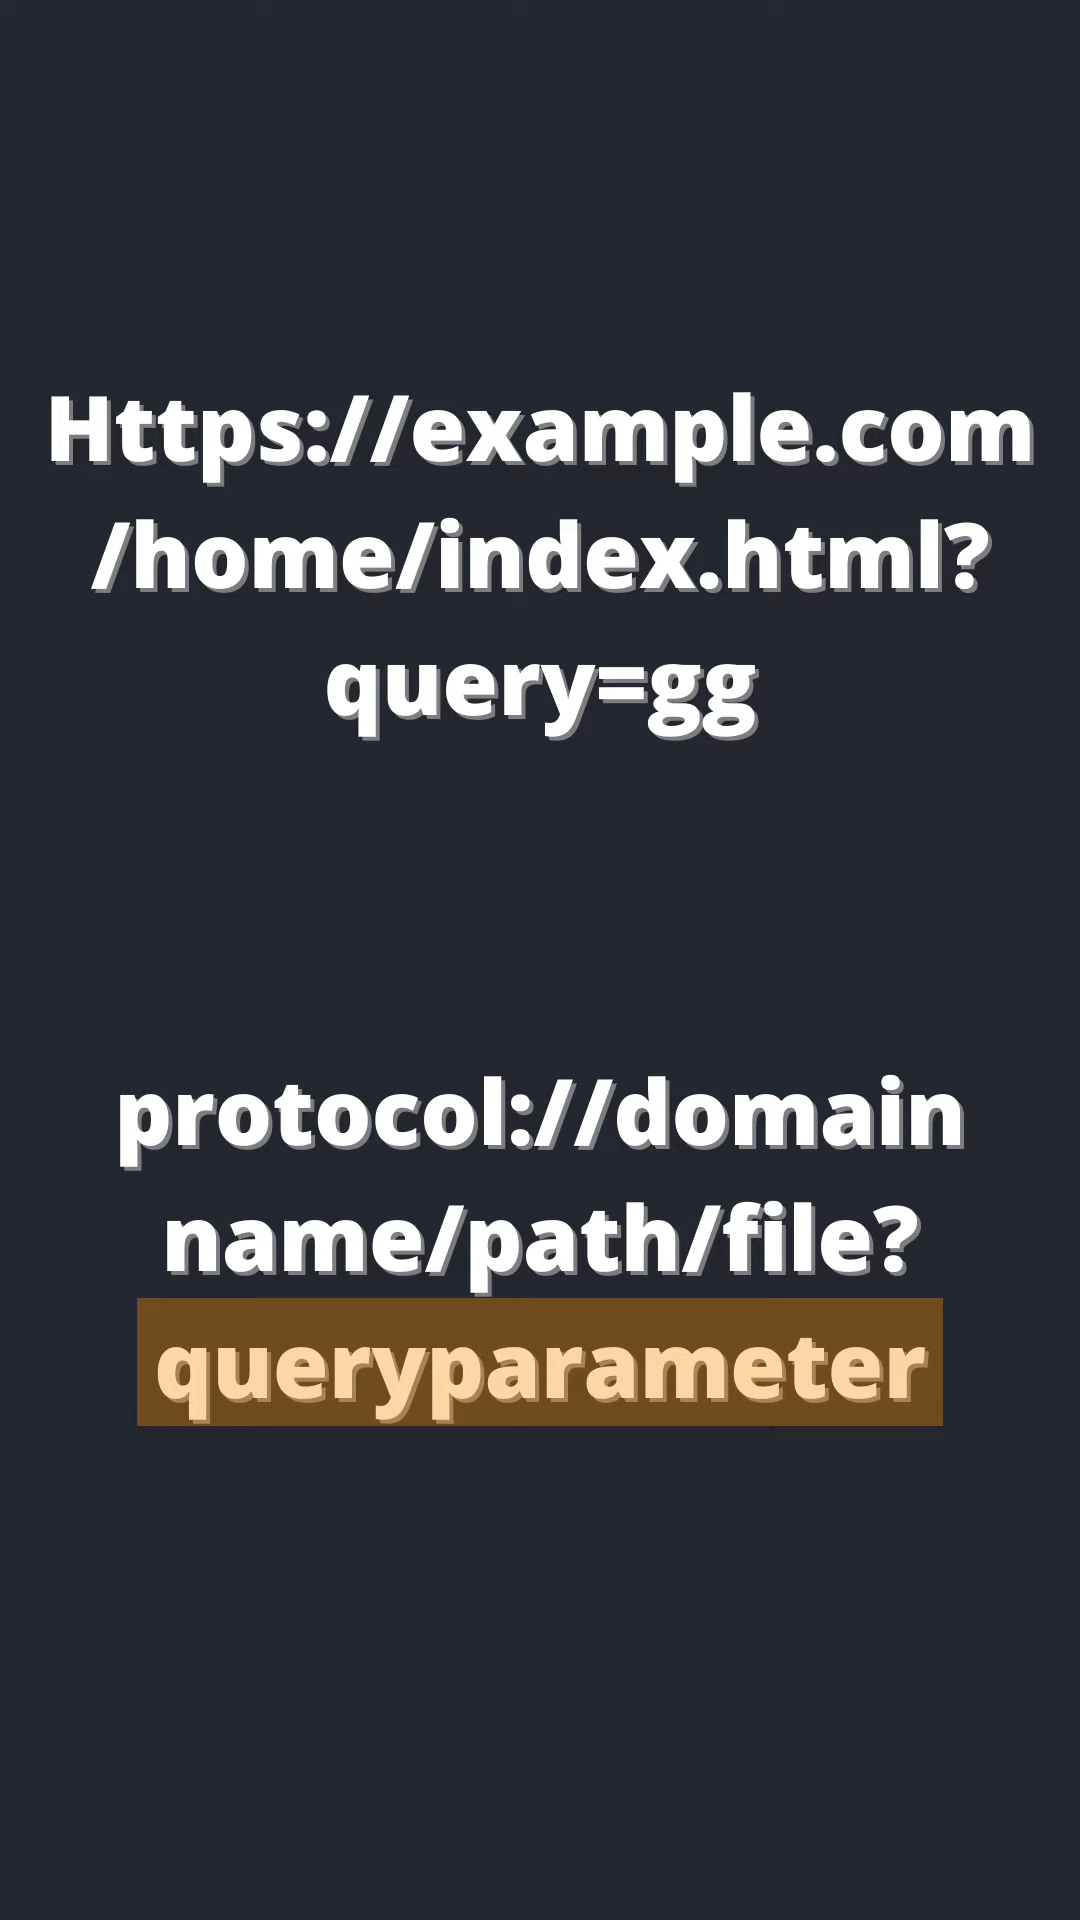 Https://example.com
/home/index.html?
query=gg
protocol://domain
name/path/file?
queryparameter